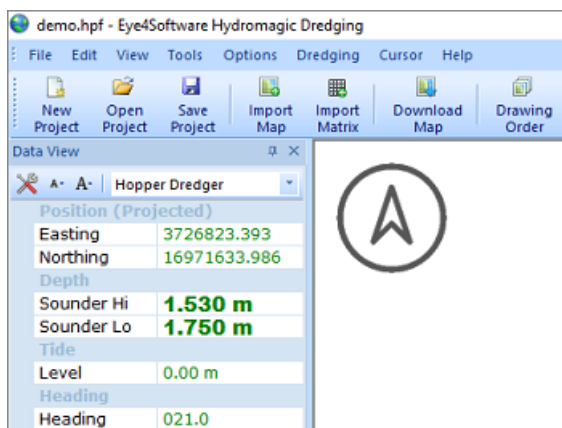 demo.hpf - Eye4Software Hydromagic Dredging
File Edit View Tools Options Dredging Cursor Help
New Project Open Project Save Project Import Map Import Matrix Download Map Drawing Order
Data View
A- A- Hopper Dredger
Position (Projected)
Easting 3726823.393
Northing 16971633.986
Depth
Sounder Hi 1.530 m
Sounder Lo 1.750 m
Tide
Level 0.00 m
Heading
Heading 021.0